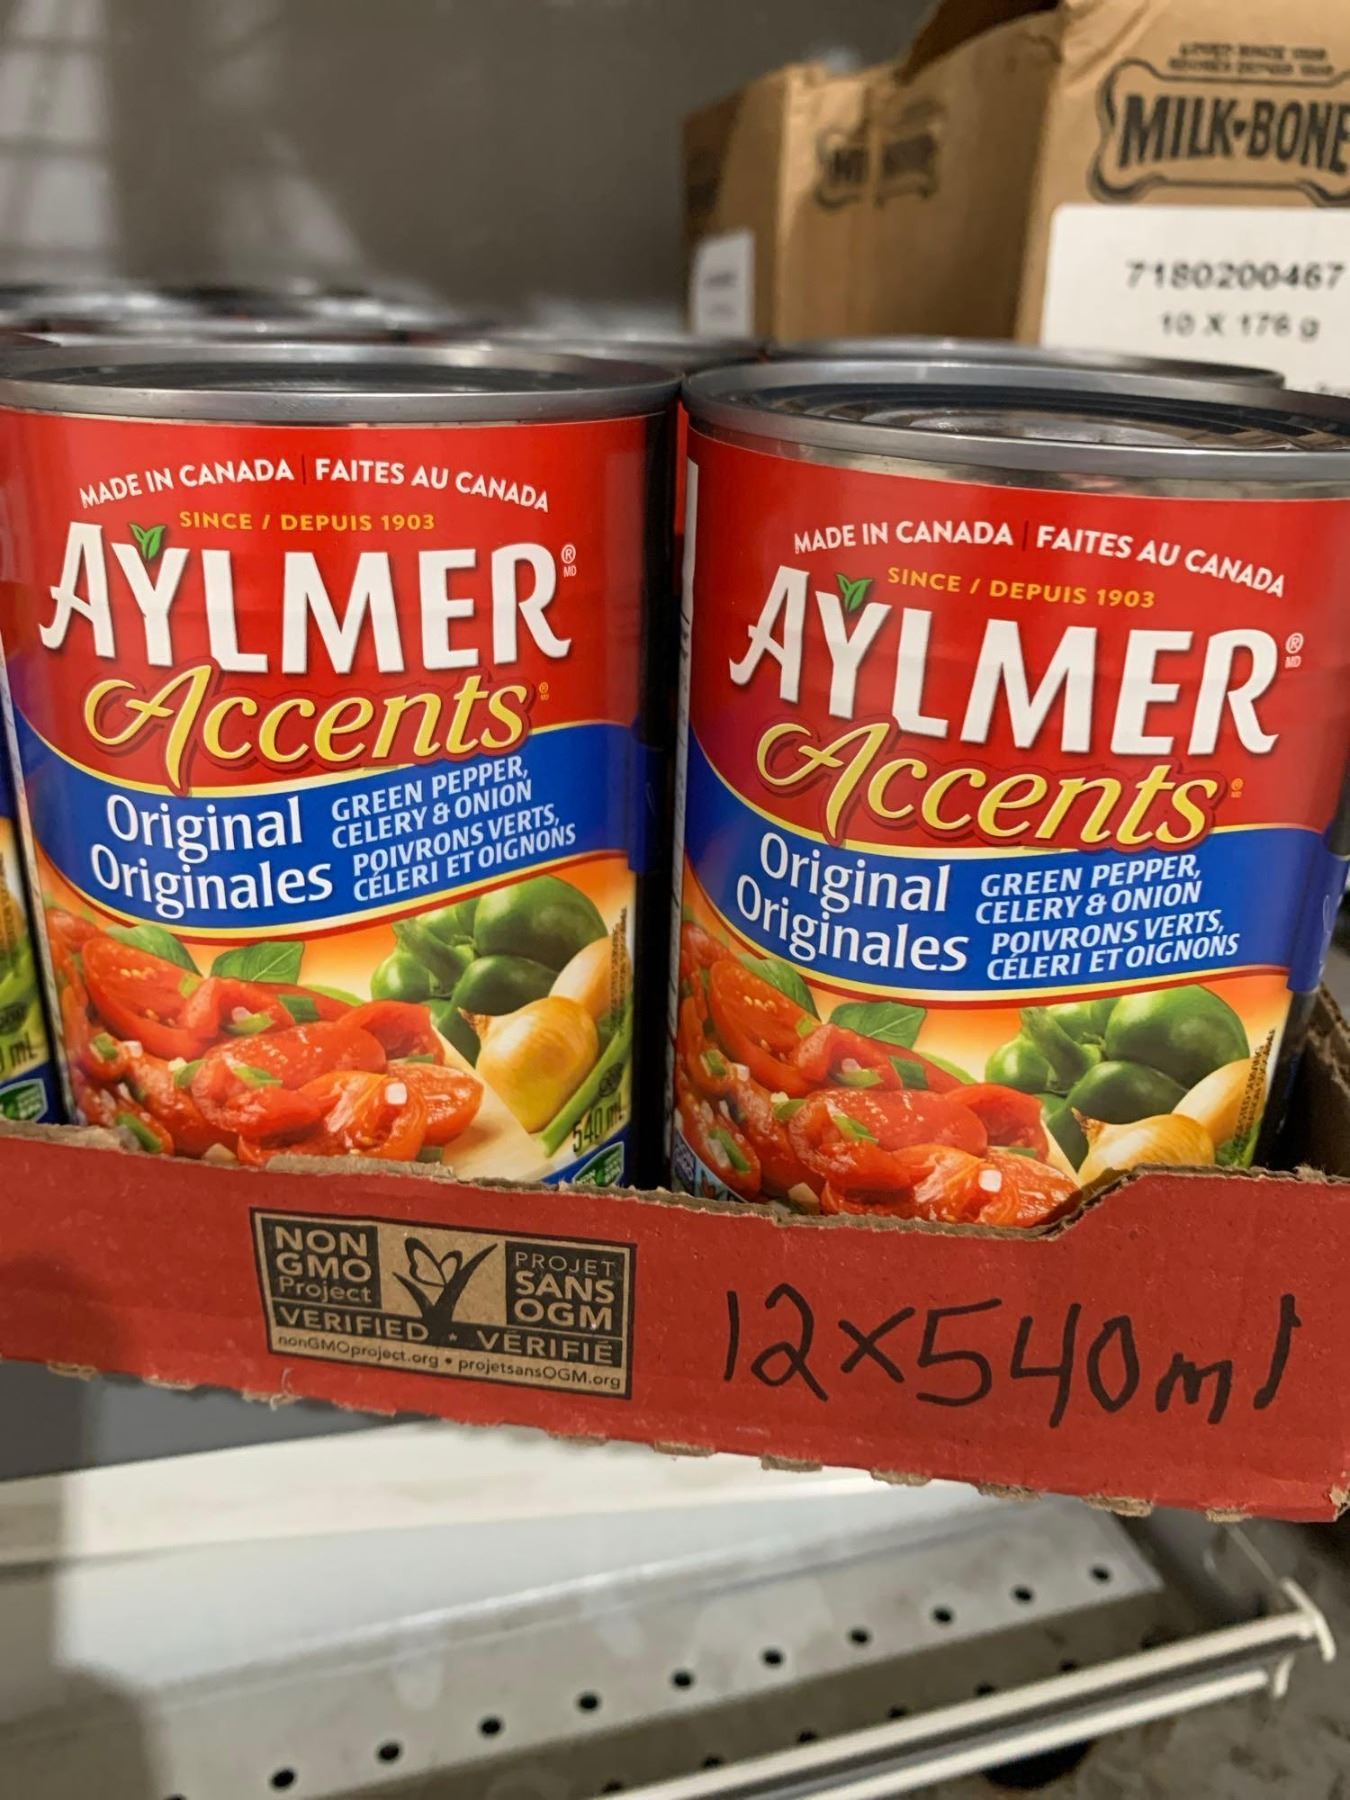 MILK-BONE
7180200467
10 X 176 g
MADE IN CANADA | FAITES AU CANADA
SINCE / DEPUIS 1903
AYLMER® MD
Accents
Original
Originales
GREEN PEPPER,
CELERY & ONION
POIVRONS VERTS,
CÉLERI ET OIGNONS
540 mL
MADE IN CANADA | FAITES AU CANADA
SINCE / DEPUIS 1903
AYLMER® MD
Accents
Original
Originales
GREEN PEPPER,
CELERY & ONION
POIVRONS VERTS,
CÉLERI ET OIGNONS
mL
NON
GMO
Project
VERIFIED
PROJET
SANS
OGM
VÉRIFIÉ
nonGMOproject.org • projetsansOGM.org
12x540ml